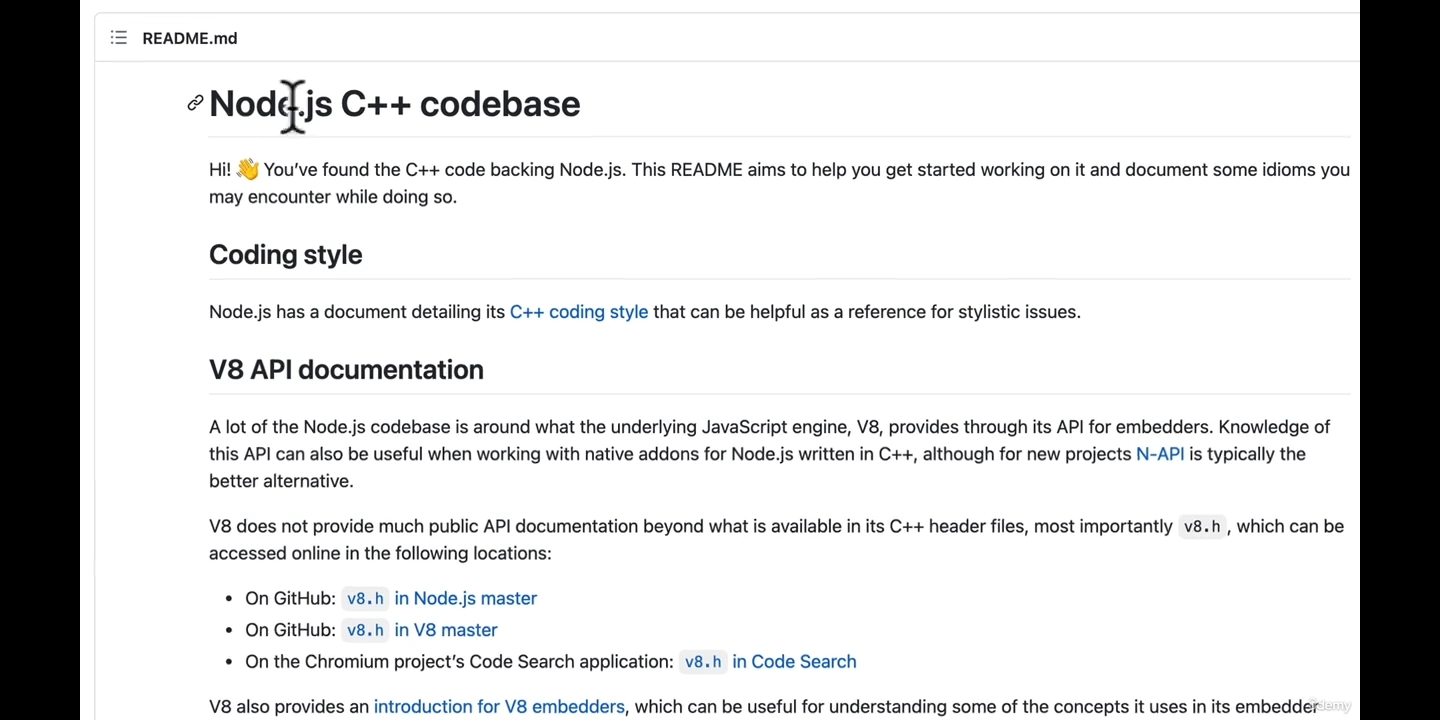 README.md
Node.js C++ codebase
Hi! 👋 You’ve found the C++ code backing Node.js. This README aims to help you get started working on it and document some idioms you
may encounter while doing so.
Coding style
Node.js has a document detailing its C++ coding style that can be helpful as a reference for stylistic issues.
V8 API documentation
A lot of the Node.js codebase is around what the underlying JavaScript engine, V8, provides through its API for embedders. Knowledge of
this API can also be useful when working with native addons for Node.js written in C++, although for new projects N-API is typically the
better alternative.
V8 does not provide much public API documentation beyond what is available in its C++ header files, most importantly v8.h, which can be
accessed online in the following locations:
• On GitHub: v8.h in Node.js master
• On GitHub: v8.h in V8 master
• On the Chromium project’s Code Search application: v8.h in Code Search
V8 also provides an introduction for V8 embedders, which can be useful for understanding some of the concepts it uses in its embedder